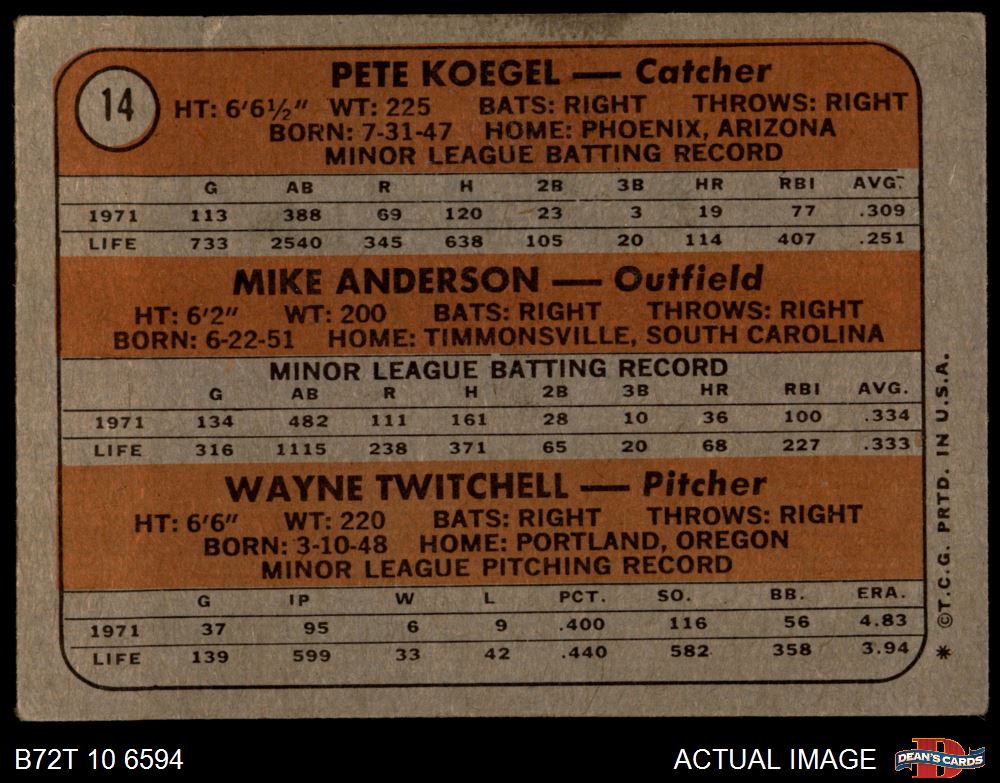 14
PETE KOEGEL — Catcher
HT: 6'6½" WT: 225 BATS: RIGHT THROWS: RIGHT
BORN: 7-31-47 HOME: PHOENIX, ARIZONA
MINOR LEAGUE BATTING RECORD
G AB R H 2B 3B HR RBI AVG.
1971 113 388 69 120 23 3 19 77 .309
LIFE 733 2540 345 638 105 20 114 407 .251
MIKE ANDERSON — Outfield
HT: 6'2" WT: 200 BATS: RIGHT THROWS: RIGHT
BORN: 6-22-51 HOME: TIMMONSVILLE, SOUTH CAROLINA
MINOR LEAGUE BATTING RECORD
G AB R H 2B 3B HR RBI AVG.
1971 134 482 111 161 28 10 36 100 .334
LIFE 316 1115 238 371 65 20 68 227 .333
WAYNE TWITCHELL — Pitcher
HT: 6'6" WT: 220 BATS: RIGHT THROWS: RIGHT
BORN: 3-10-48 HOME: PORTLAND, OREGON
MINOR LEAGUE PITCHING RECORD
G IP W L PCT. SO. BB. ERA.
1971 37 95 6 9 .400 116 56 4.83
LIFE 139 599 33 42 .440 582 358 3.94
* ©T.C.G. PRTD. IN U.S.A.
B72T 10 6594
ACTUAL IMAGE
D
DEAN'S CARDS